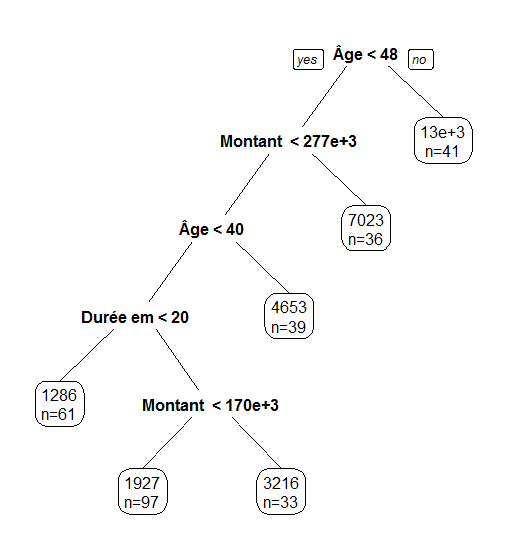 yes Âge < 48 no
Montant < 277e+3
13e+3
n=41
Âge < 40
7023
n=36
Durée em < 20
4653
n=39
1286
n=61
Montant < 170e+3
1927
n=97
3216
n=33